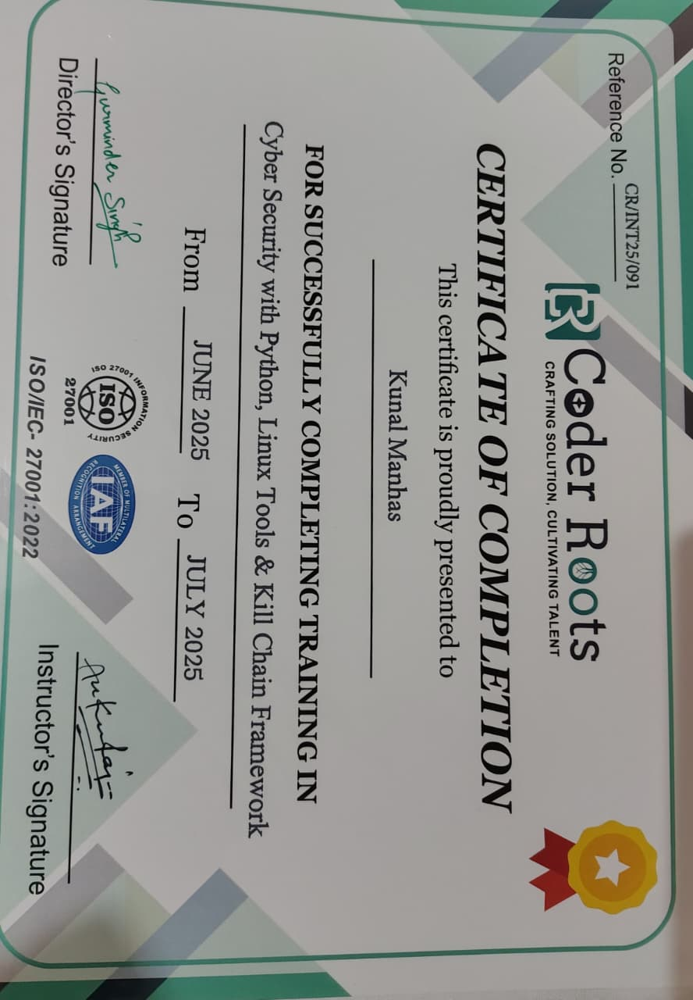 Reference No. CR/INT25/091
Coder Roots
CRAFTING SOLUTION, CULTIVATING TALENT
CERTIFICATE OF COMPLETION
This certificate is proudly presented to
Kunal Manhas
FOR SUCCESSFULLY COMPLETING TRAINING IN
Cyber Security with Python, Linux Tools & Kill Chain Framework
From JUNE 2025 To JULY 2025
Gurminder Singh
Director's Signature
ISO 27001 INFORMATION SECURITY
ISO
27001
MEMBER OF MULTILATERAL
IAF
RECOGNITION ARRANGEMENT
ISO/IEC- 27001:2022
Instructor's Signature